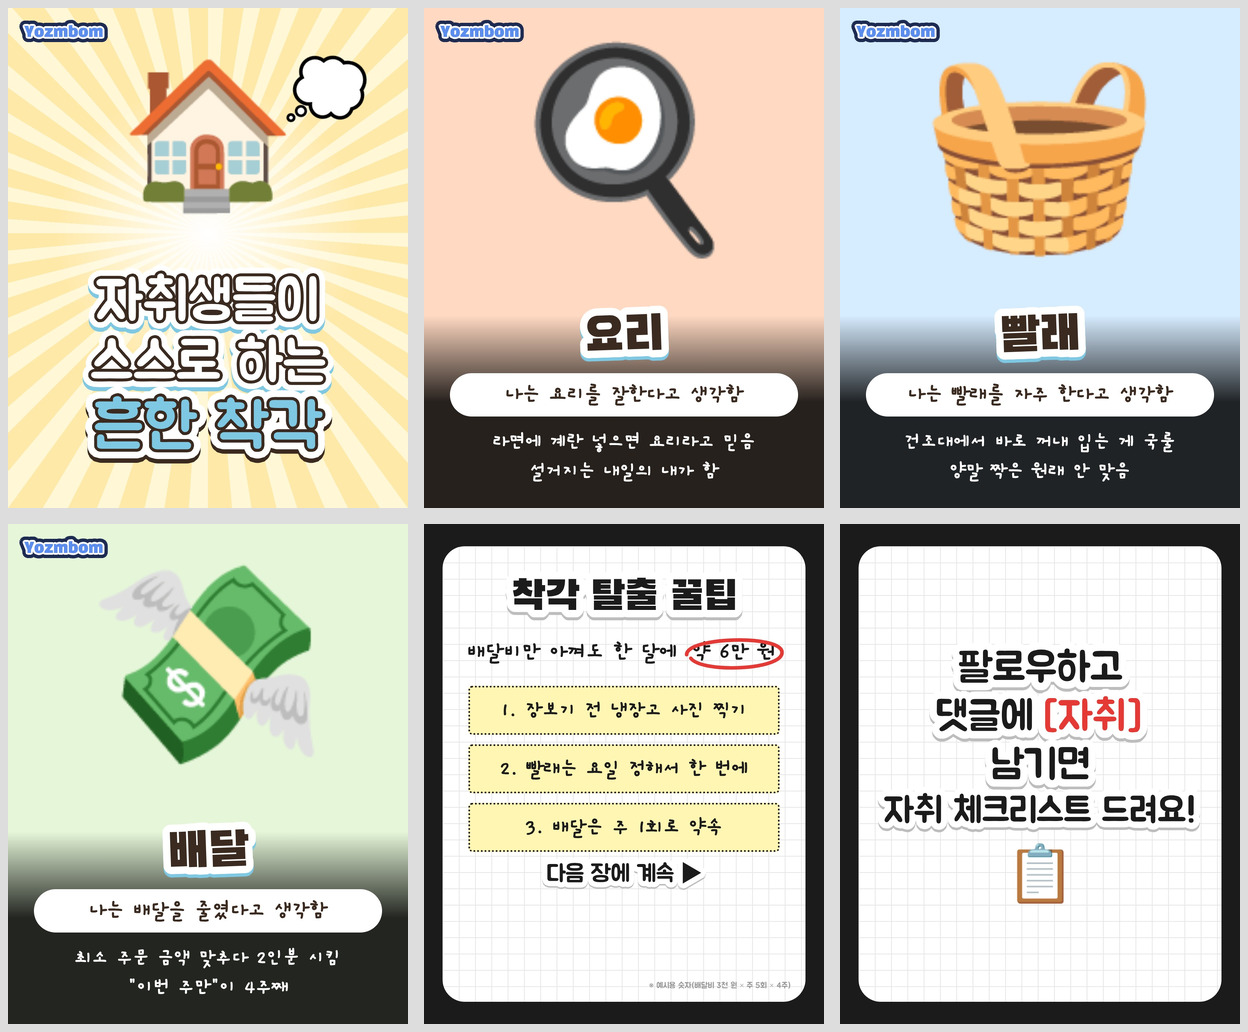 Yozmbom
자취생들이
스스로 하는
흔한 착각
Yozmbom
요리
나는 요리를 잘한다고 생각함
라면에 계란 넣으면 요리라고 믿음
설거지는 내일의 내가 함
Yozmbom
빨래
나는 빨래를 자주 한다고 생각함
건조대에서 바로 꺼내 입는 게 국룰
양말 짝은 원래 안 맞음
Yozmbom
배달
나는 배달을 줄였다고 생각함
최소 주문 금액 맞추다 2인분 시킴
"이번 주만"이 4주째
착각 탈출 꿀팁
배달비만 아껴도 한 달에 약 6만 원
1. 장보기 전 냉장고 사진 찍기
2. 빨래는 요일 정해서 한 번에
3. 배달은 주 1회로 약속
다음 장에 계속 ▶
※ 예시용 숫자(배달비 3천 원 × 주 5회 × 4주)
팔로우하고
댓글에 [자취]
남기면
자취 체크리스트 드려요!